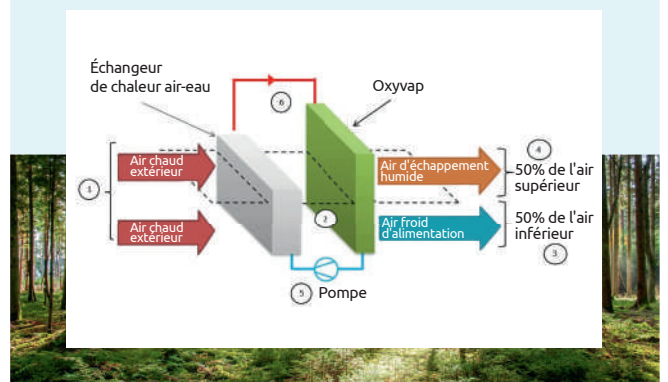 Échangeur
de chaleur air-eau
Oxyvap
6
Air chaud
extérieur
Air d'échappement
humide
4
50% de l'air
supérieur
1
2
Air chaud
extérieur
Air froid
d'alimentation
50% de l'air
inférieur
3
5 Pompe